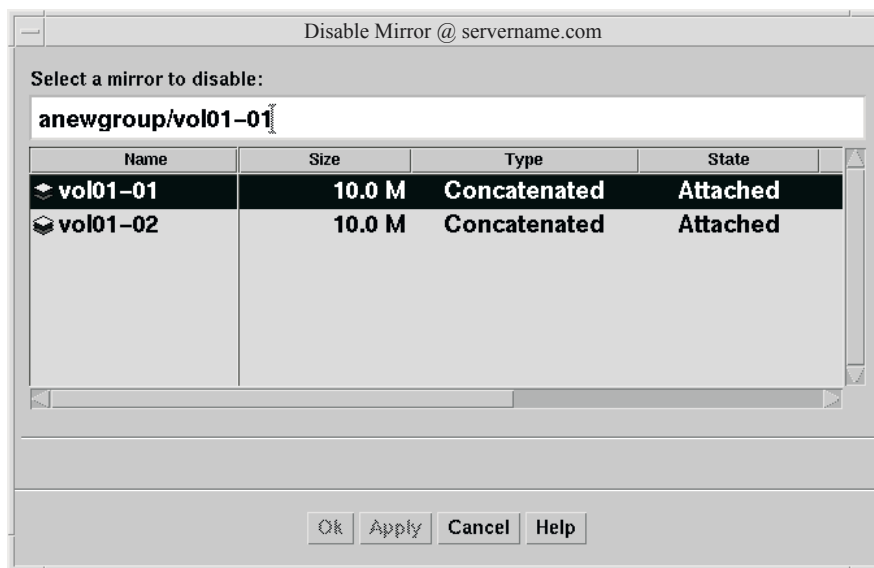 Disable Mirror @ servername.com
Select a mirror to disable:
anewgroup/vol01-01
Name Size Type State
vol01-01 10.0 M Concatenated Attached
vol01-02 10.0 M Concatenated Attached
Ok Apply Cancel Help